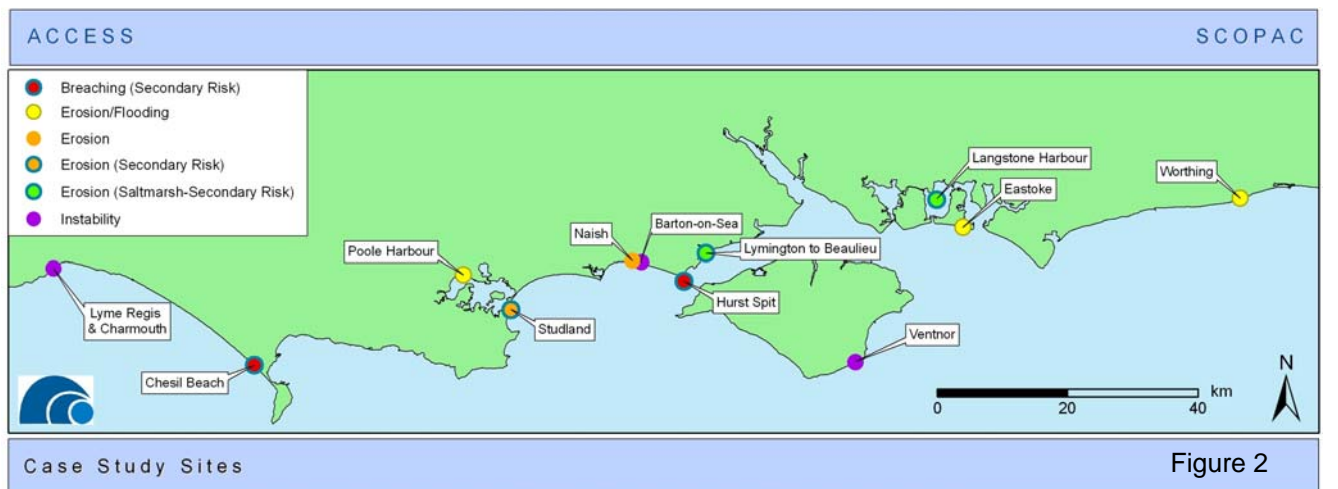 ACCESS
SCOPAC
Breaching (Secondary Risk)
Erosion/Flooding
Erosion
Erosion (Secondary Risk)
Erosion (Saltmarsh-Secondary Risk)
Instability
Lyme Regis
& Charmouth
Chesil Beach
Poole Harbour
Studland
Naish
Barton-on-Sea
Lymington to Beaulieu
Hurst Spit
Langstone Harbour
Eastoke
Worthing
Ventnor
N
km
0
20
40
Case Study Sites
Figure 2